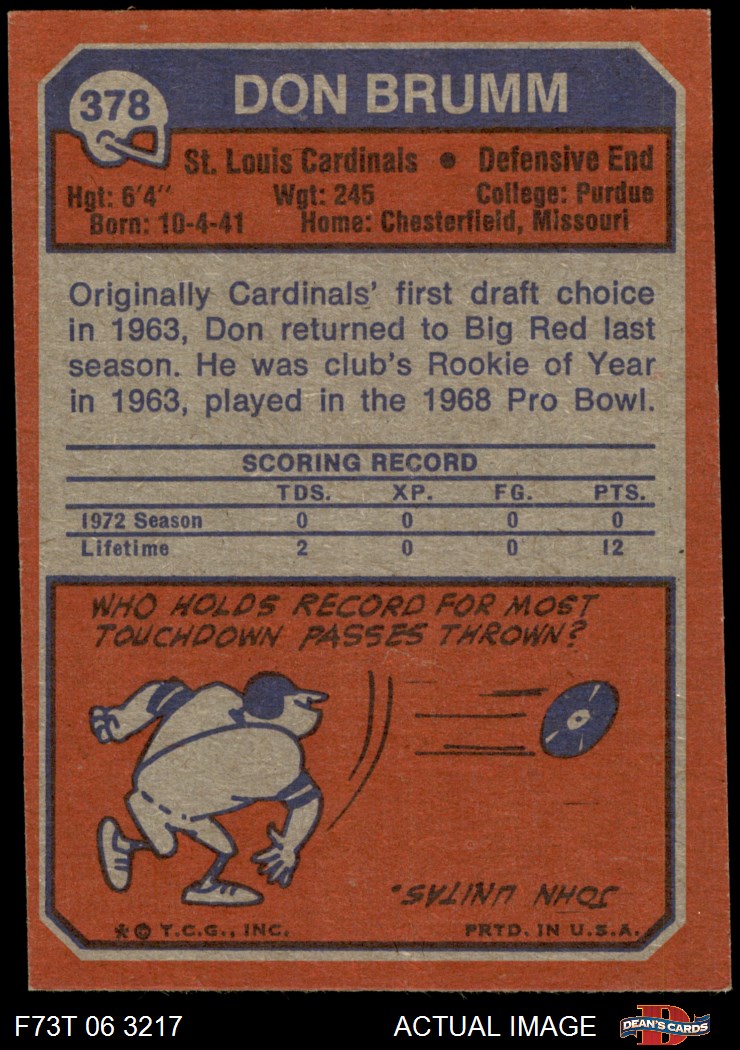 378
DON BRUMM
St. Louis Cardinals • Defensive End
Hgt: 6'4" Wgt: 245 College: Purdue
Born: 10-4-41 Home: Chesterfield, Missouri
Originally Cardinals' first draft choice
in 1963, Don returned to Big Red last
season. He was club's Rookie of Year
in 1963, played in the 1968 Pro Bowl.
SCORING RECORD
TDS. XP. FG. PTS.
1972 Season 0 0 0 0
Lifetime 2 0 0 12
WHO HOLDS RECORD FOR MOST
TOUCHDOWN PASSES THROWN?
JOHN UNITAS.
* © T.C.G., INC. PRTD. IN U.S.A.
F73T 06 3217 ACTUAL IMAGE
D
DEAN'S CARDS